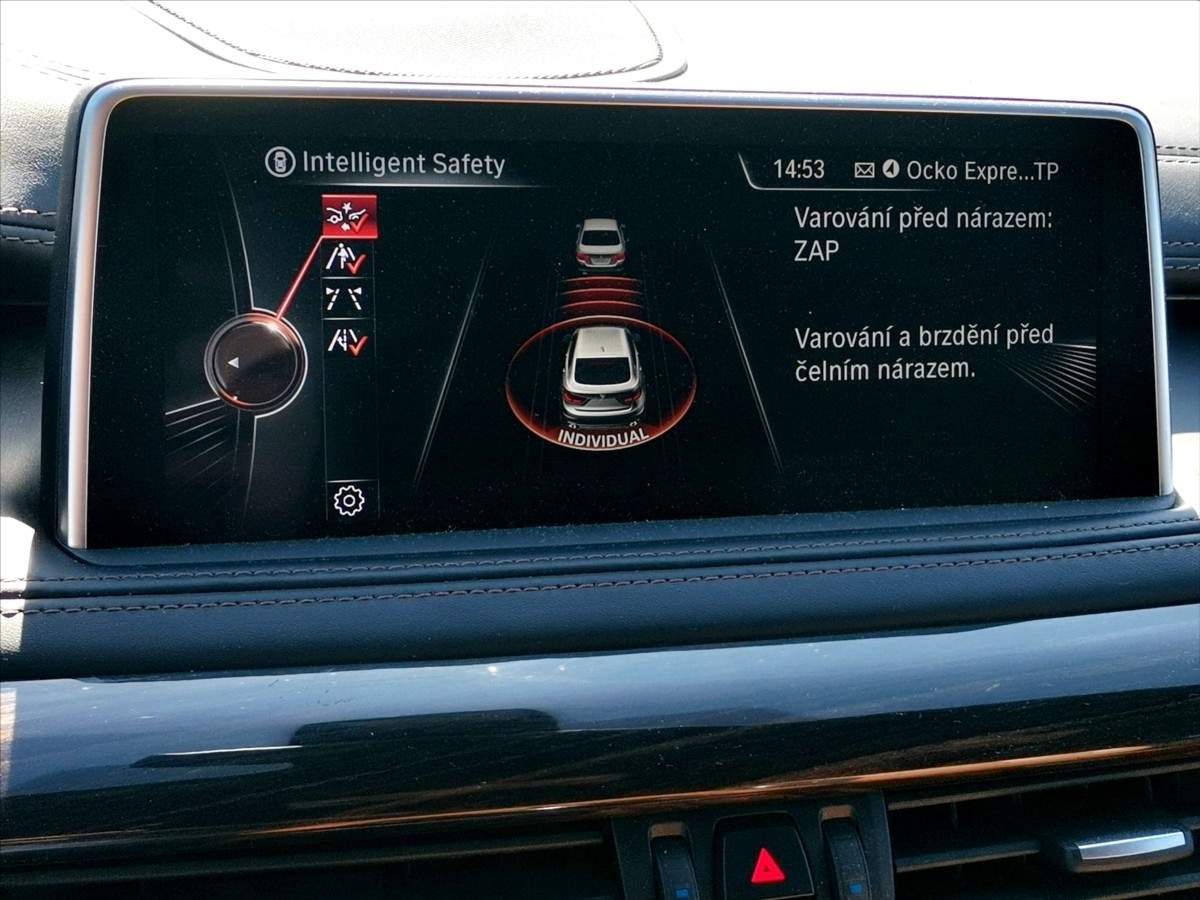 Intelligent Safety
14:53 Ocko Expre...TP
Varování před nárazem:
ZAP
Varování a brzdění před
čelním nárazem.
INDIVIDUAL